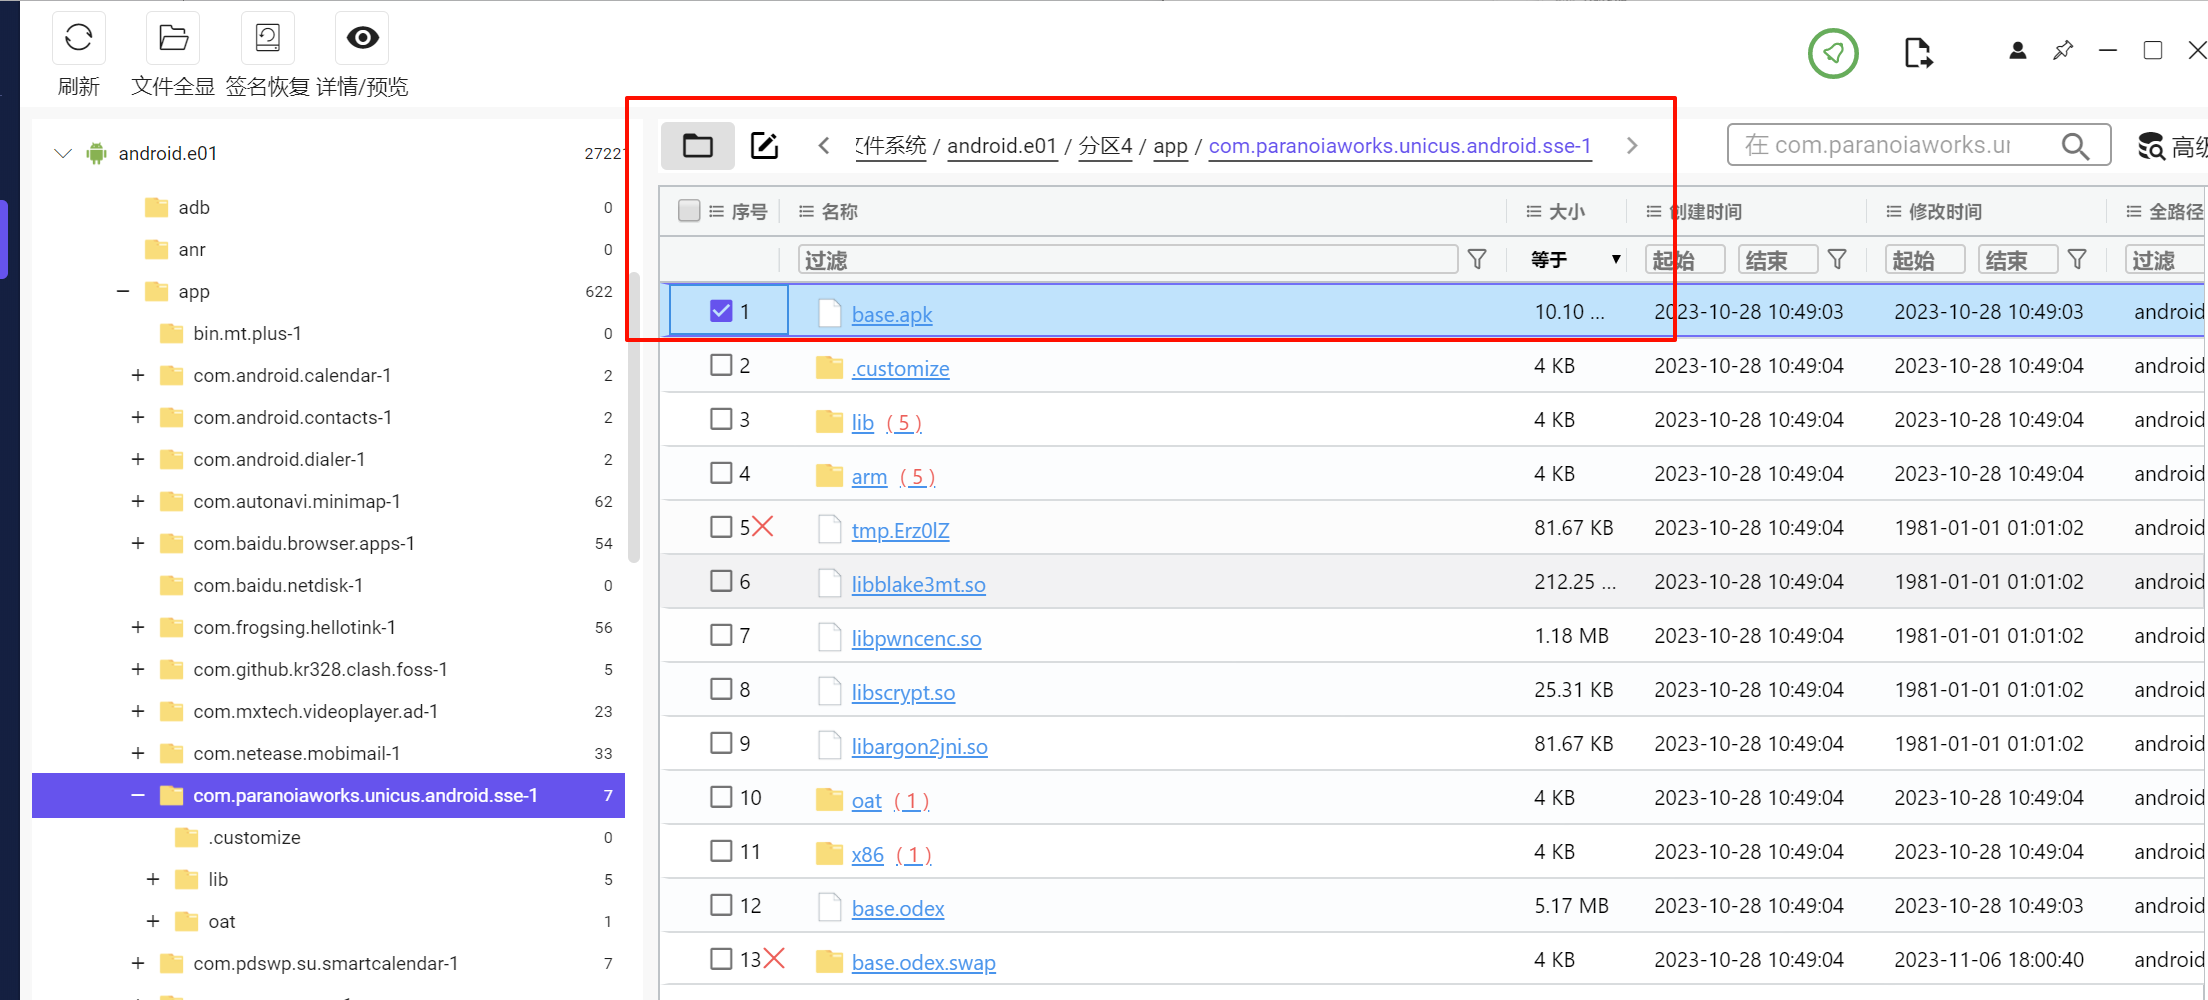 刷新 文件全显 签名恢复 详情/预览
android.e01 27221
adb 0
anr 0
app 622
bin.mt.plus-1 0
com.android.calendar-1 2
com.android.contacts-1 2
com.android.dialer-1 2
com.autonavi.minimap-1 62
com.baidu.browser.apps-1 54
com.baidu.netdisk-1 0
com.frogsing.hellotink-1 56
com.github.kr328.clash.foss-1 5
com.mxtech.videoplayer.ad-1 23
com.netease.mobimail-1 33
com.paranoiaworks.unicus.android.sse-1 7
.customize 0
lib 5
oat 1
com.pdswp.su.smartcalendar-1 7
文件系统 / android.e01 / 分区4 / app / com.paranoiaworks.unicus.android.sse-1
在 com.paranoiaworks.ur 高级
序号 名称 大小 创建时间 修改时间 全路径
过滤 等于 起始 结束 起始 结束 过滤
1 base.apk 10.10 ... 2023-10-28 10:49:03 2023-10-28 10:49:03 android
2 .customize 4 KB 2023-10-28 10:49:04 2023-10-28 10:49:04 android
3 lib ( 5 ) 4 KB 2023-10-28 10:49:04 2023-10-28 10:49:04 android
4 arm ( 5 ) 4 KB 2023-10-28 10:49:04 2023-10-28 10:49:04 android
5 tmp.Erz0lZ 81.67 KB 2023-10-28 10:49:04 1981-01-01 01:01:02 android
6 libblake3mt.so 212.25 ... 2023-10-28 10:49:04 1981-01-01 01:01:02 android
7 libpwncenc.so 1.18 MB 2023-10-28 10:49:04 1981-01-01 01:01:02 android
8 libscrypt.so 25.31 KB 2023-10-28 10:49:04 1981-01-01 01:01:02 android
9 libargon2jni.so 81.67 KB 2023-10-28 10:49:04 1981-01-01 01:01:02 android
10 oat ( 1 ) 4 KB 2023-10-28 10:49:04 2023-10-28 10:49:04 android
11 x86 ( 1 ) 4 KB 2023-10-28 10:49:04 2023-10-28 10:49:04 android
12 base.odex 5.17 MB 2023-10-28 10:49:04 2023-10-28 10:49:03 android
13 base.odex.swap 4 KB 2023-10-28 10:49:04 2023-11-06 18:00:40 android